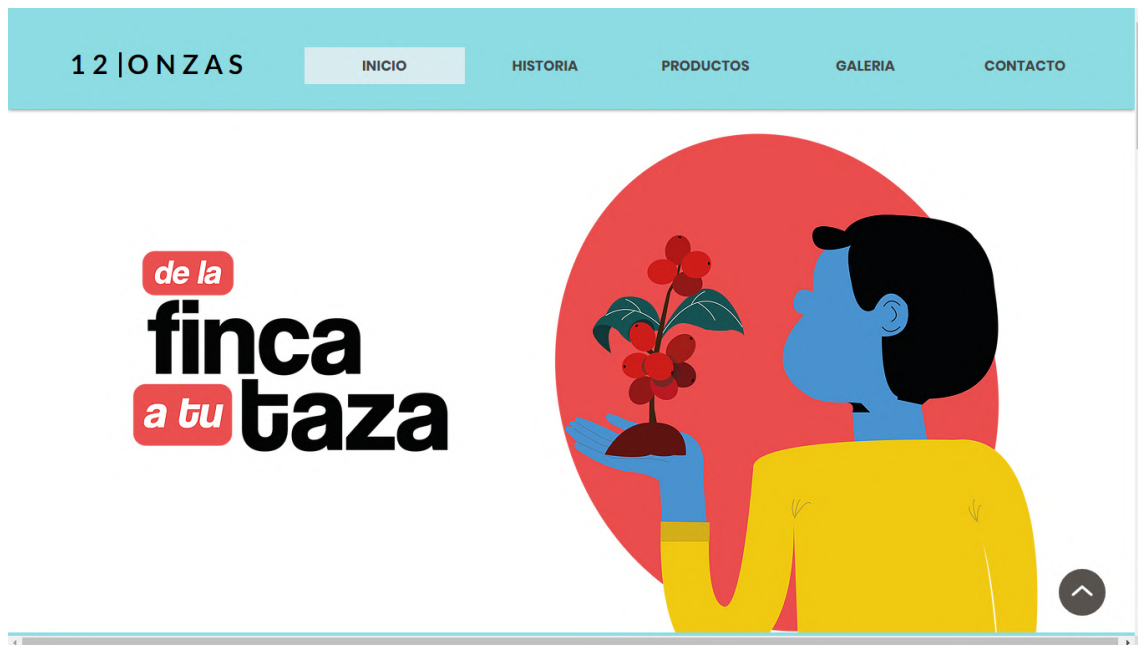 12|ONZAS
INICIO
HISTORIA
PRODUCTOS
GALERIA
CONTACTO
de la
finca
a tu taza